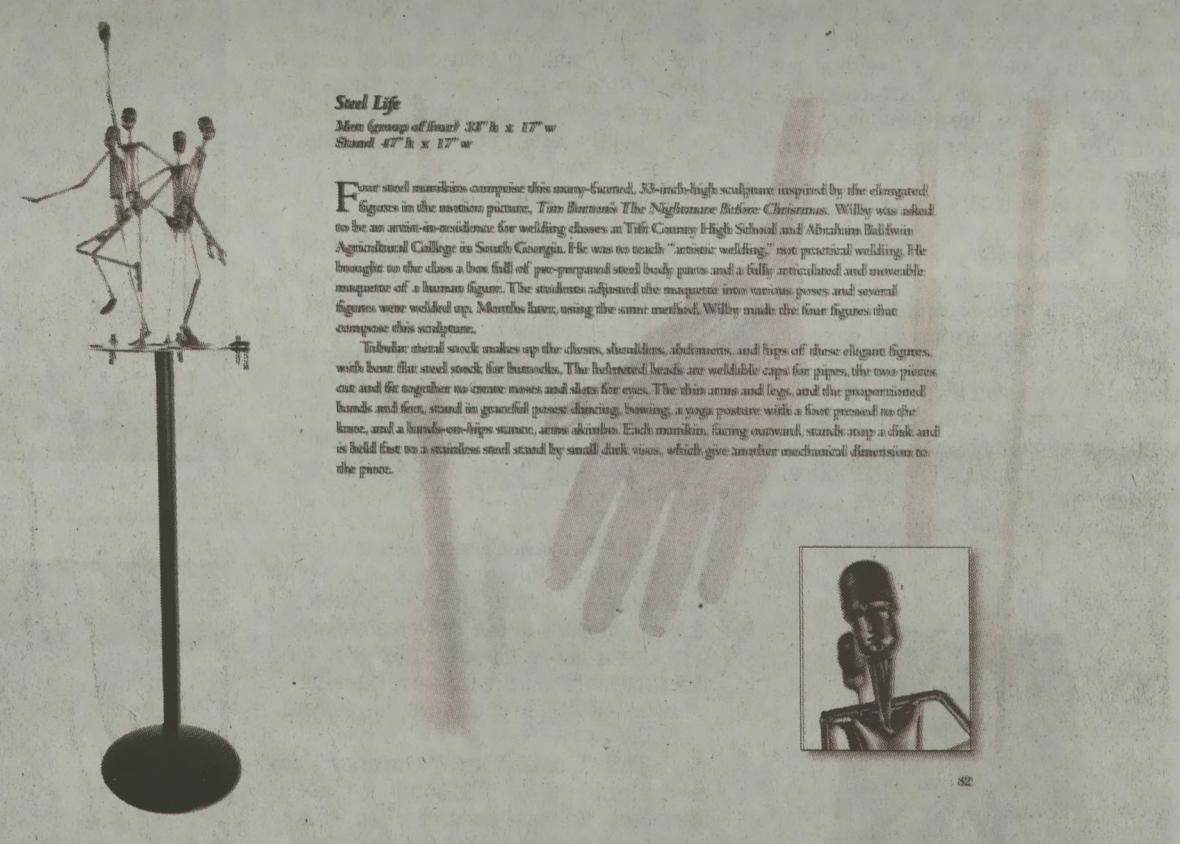 Steel Life
Men (group of four) 33" h x 17" w
Stand 47" h x 17" w
Four steel manikins comprise this many-faceted, 33-inch-high sculpture inspired by the elongated
figures in the motion picture, Tim Burton's The Nightmare Before Christmas. Wilby was asked
to be an artist-in-residence for welding classes at Tift County High School and Abraham Baldwin
Agricultural College in South Georgia. He was to teach "artistic welding," not practical welding. He
brought to the class a box full of pre-prepared steel body parts and a fully articulated and moveable
maquette of a human figure. The students adjusted the maquette into various poses and several
figures were welded up. Months later, using the same method, Wilby made the four figures that
compose this sculpture.
Tubular metal stock makes up the chests, shoulders, abdomens, and hips of these elegant figures,
with bent flat steel stock for buttocks. The helmeted heads are weldable caps for pipes, the two pieces
cut and fit together to create noses and slots for eyes. The thin arms and legs, and the proportioned
hands and feet, stand in graceful poses: dancing, bowing, a yoga posture with a foot pressed to the
knee, and a hands-on-hips stance, arms akimbo. Each manikin, facing outward, stands atop a disk and
is held fast to a stainless steel stand by small dark vises, which give another mechanical dimension to
the piece.
82